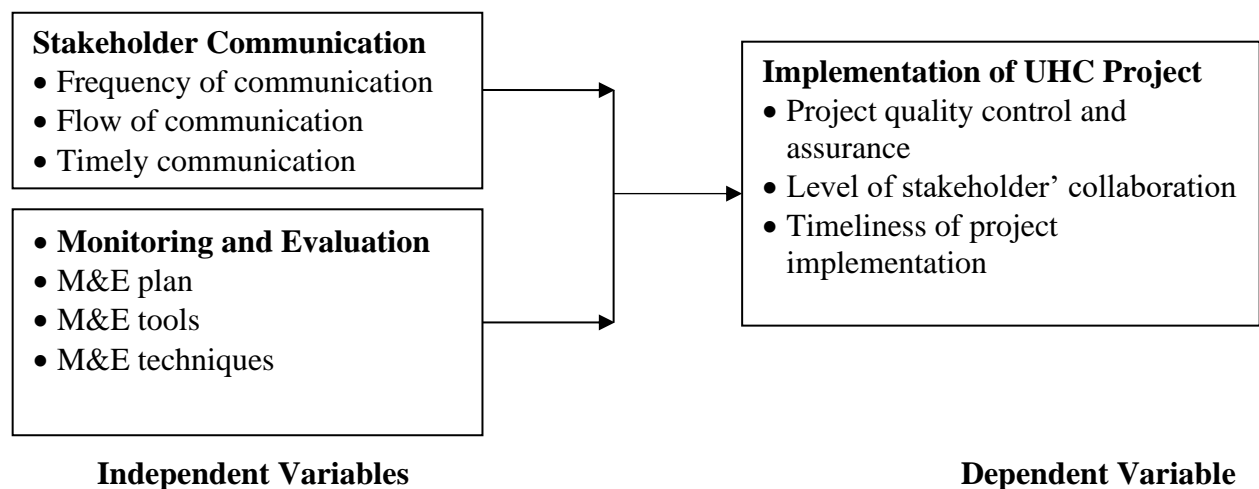 Stakeholder Communication
• Frequency of communication
• Flow of communication
• Timely communication
• Monitoring and Evaluation
• M&E plan
• M&E tools
• M&E techniques
Implementation of UHC Project
• Project quality control and
assurance
• Level of stakeholder’ collaboration
• Timeliness of project
implementation
Independent Variables
Dependent Variable